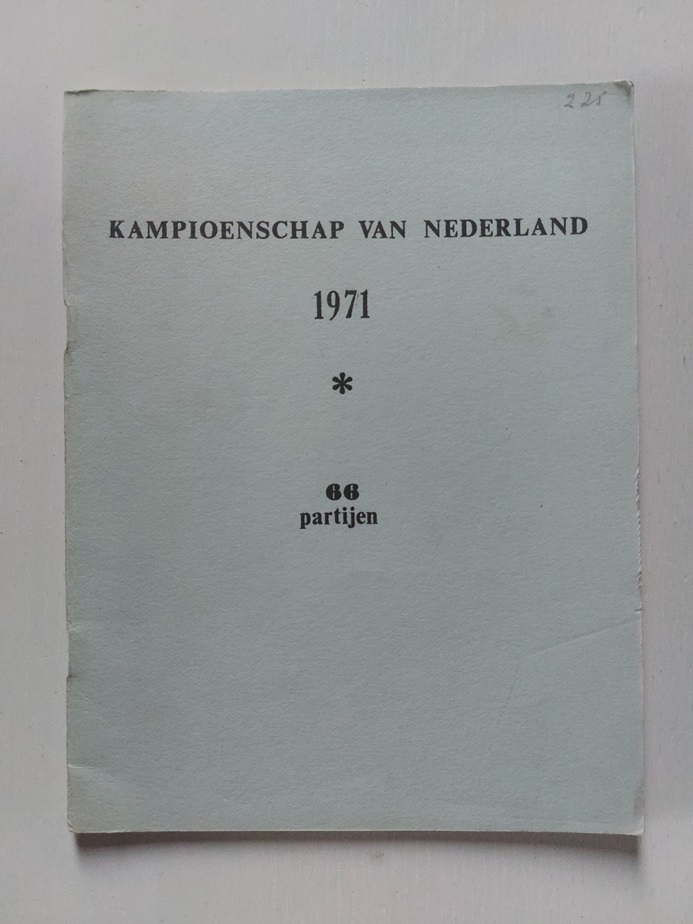 225
KAMPIOENSCHAP VAN NEDERLAND
1971
*
66
partijen